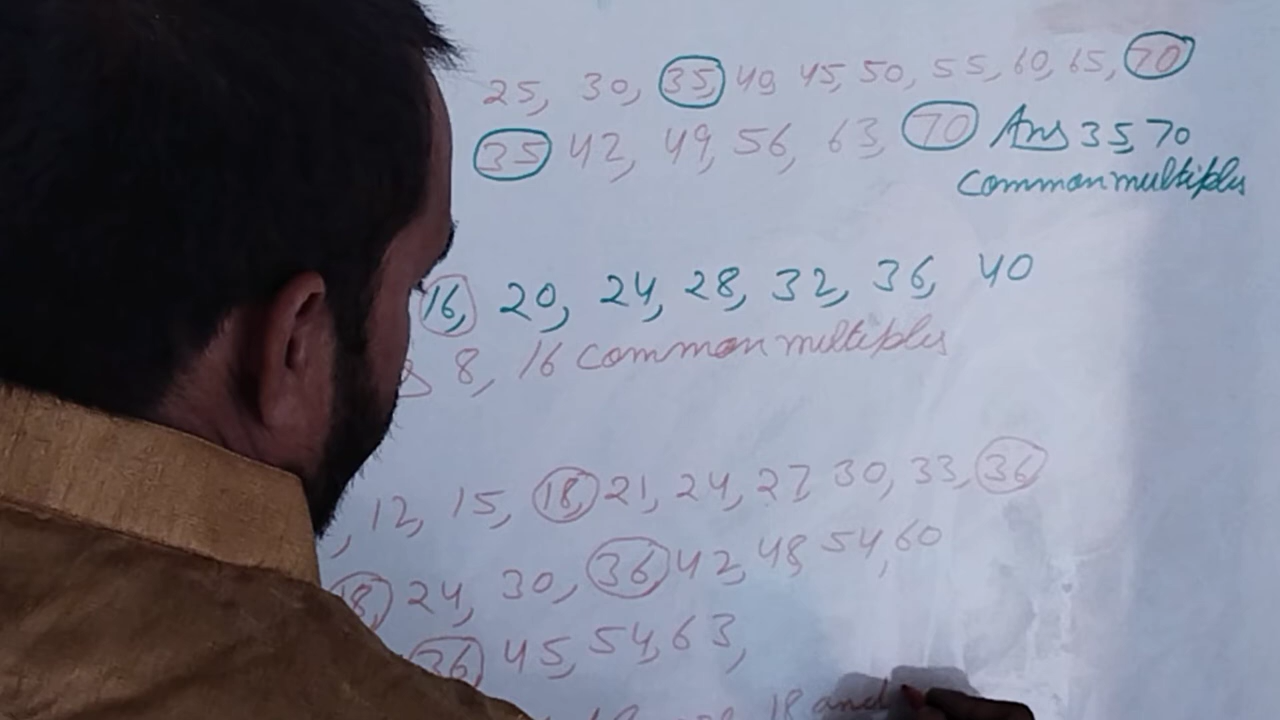 25, 30, 35, 40, 45, 50, 55, 60, 65, 70
35 42, 49, 56, 63, 70 Ans 35, 70
common multiples
16, 20, 24, 28, 32, 36, 40
8, 16 common multiples
, 12, 15, 18, 21, 24, 27, 30, 33, 36
18, 24, 30, 36, 42, 48 54, 60
36, 45, 54, 63,
18 and